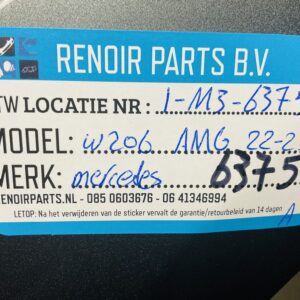 RENOIR PARTS B.V.
TW LOCATIE NR : 1-M3-6375
MODEL: W206 AMG 22-2
MERK: mercedes 6375
RENOIRPARTS.NL - 085 0603676 - 06 41346994
LETOP: Na het verwijderen van de sticker vervalt de garantie/retourbeleid van 14 dagen
A